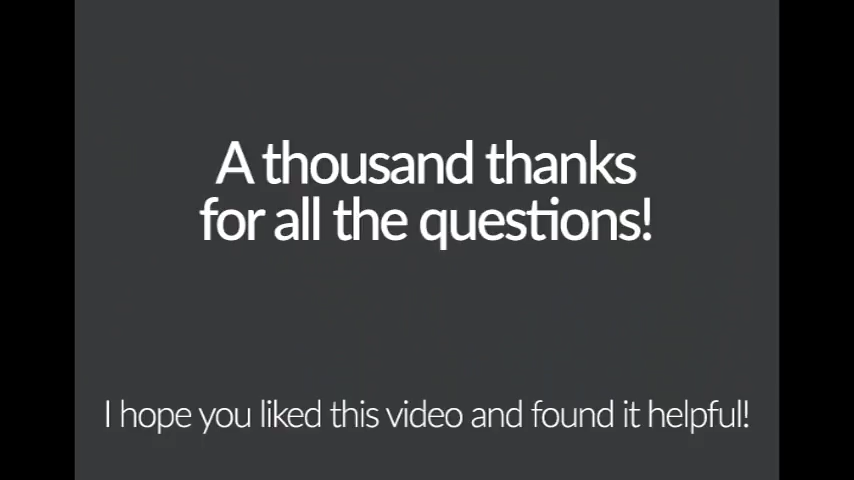 A thousand thanks
for all the questions!
I hope you liked this video and found it helpful!